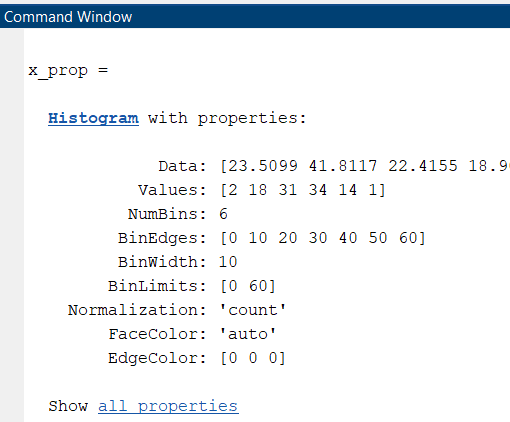 Command Window
x_prop =
Histogram with properties:
Data: [23.5099 41.8117 22.4155 18.9
Values: [2 18 31 34 14 1]
NumBins: 6
BinEdges: [0 10 20 30 40 50 60]
BinWidth: 10
BinLimits: [0 60]
Normalization: 'count'
FaceColor: 'auto'
EdgeColor: [0 0 0]
Show all properties